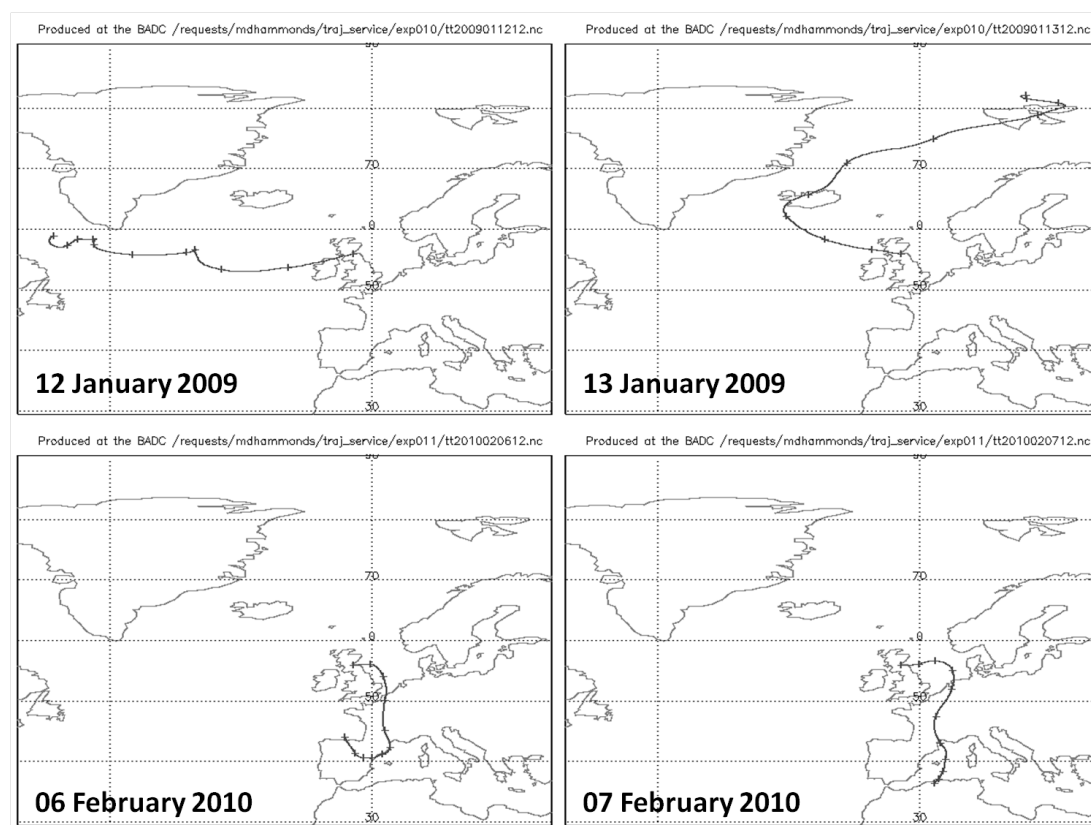 Produced at the BADC /requests/mdhammonds/traj_service/exp010/tt2009011212.nc
Produced at the BADC /requests/mdhammonds/traj_service/exp010/tt2009011312.nc
90
90
70
70
50
50
12 January 2009
13 January 2009
30
30
Produced at the BADC /requests/mdhammonds/traj_service/exp011/tt2010020612.nc
Produced at the BADC /requests/mdhammonds/traj_service/exp011/tt2010020712.nc
70
70
50
50
06 February 2010
07 February 2010
30
30